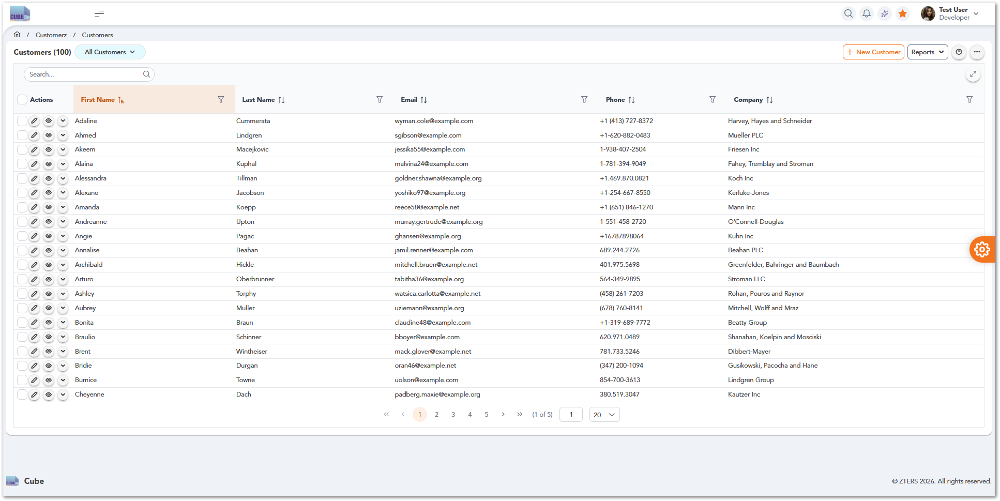 CUBE
Test User
Developer
/ Customerz / Customers
Customers (100) All Customers New Customer Reports
Search...
Actions First Name Last Name Email Phone Company
Adaline Cummerata wyman.cole@example.com +1 (413) 727-8372 Harvey, Hayes and Schneider
Ahmed Lindgren sgibson@example.com +1-620-882-0483 Mueller PLC
Akeem Macejkovic jessika55@example.com 1-938-407-2504 Friesen Inc
Alaina Kuphal malvina24@example.com 1-781-394-9049 Fahey, Tremblay and Stroman
Alessandra Tillman goldner.shawna@example.org +1.469.870.0821 Koch Inc
Alexane Jacobson yoshiko97@example.org +1-254-667-8550 Kerluke-Jones
Amanda Koepp reece58@example.net +1 (651) 846-1270 Mann Inc
Andreanne Upton murray.gertrude@example.org 1-551-458-2720 O'Connell-Douglas
Angie Pagac ghansen@example.org +16787898064 Kuhn Inc
Annalise Beahan jamil.renner@example.com 689.244.2726 Beahan PLC
Archibald Hickle mitchell.bruen@example.net 401.975.5698 Greenfelder, Bahringer and Baumbach
Arturo Oberbrunner tabitha36@example.org 564-349-9895 Stroman LLC
Ashley Torphy watsica.carlotta@example.net (458) 261-7203 Rohan, Pouros and Raynor
Aubrey Muller uziemann@example.org (678) 760-8141 Mitchell, Wolff and Mraz
Bonita Braun claudine48@example.com +1-319-689-7772 Beatty Group
Braulio Schinner bboyer@example.com 620.971.0489 Shanahan, Koelpin and Mosciski
Brent Wintheiser mack.glover@example.net 781.733.5246 Dibbert-Mayer
Bridie Durgan oran46@example.net (347) 200-1094 Gusikowski, Pacocha and Hane
Burnice Towne uolson@example.com 854-700-3613 Lindgren Group
Cheyenne Dach padberg.maxie@example.org 380.519.3047 Kautzer Inc
1 2 3 4 5 (1 of 5) 1 20
CUBE Cube © ZTERS 2026. All rights reserved.